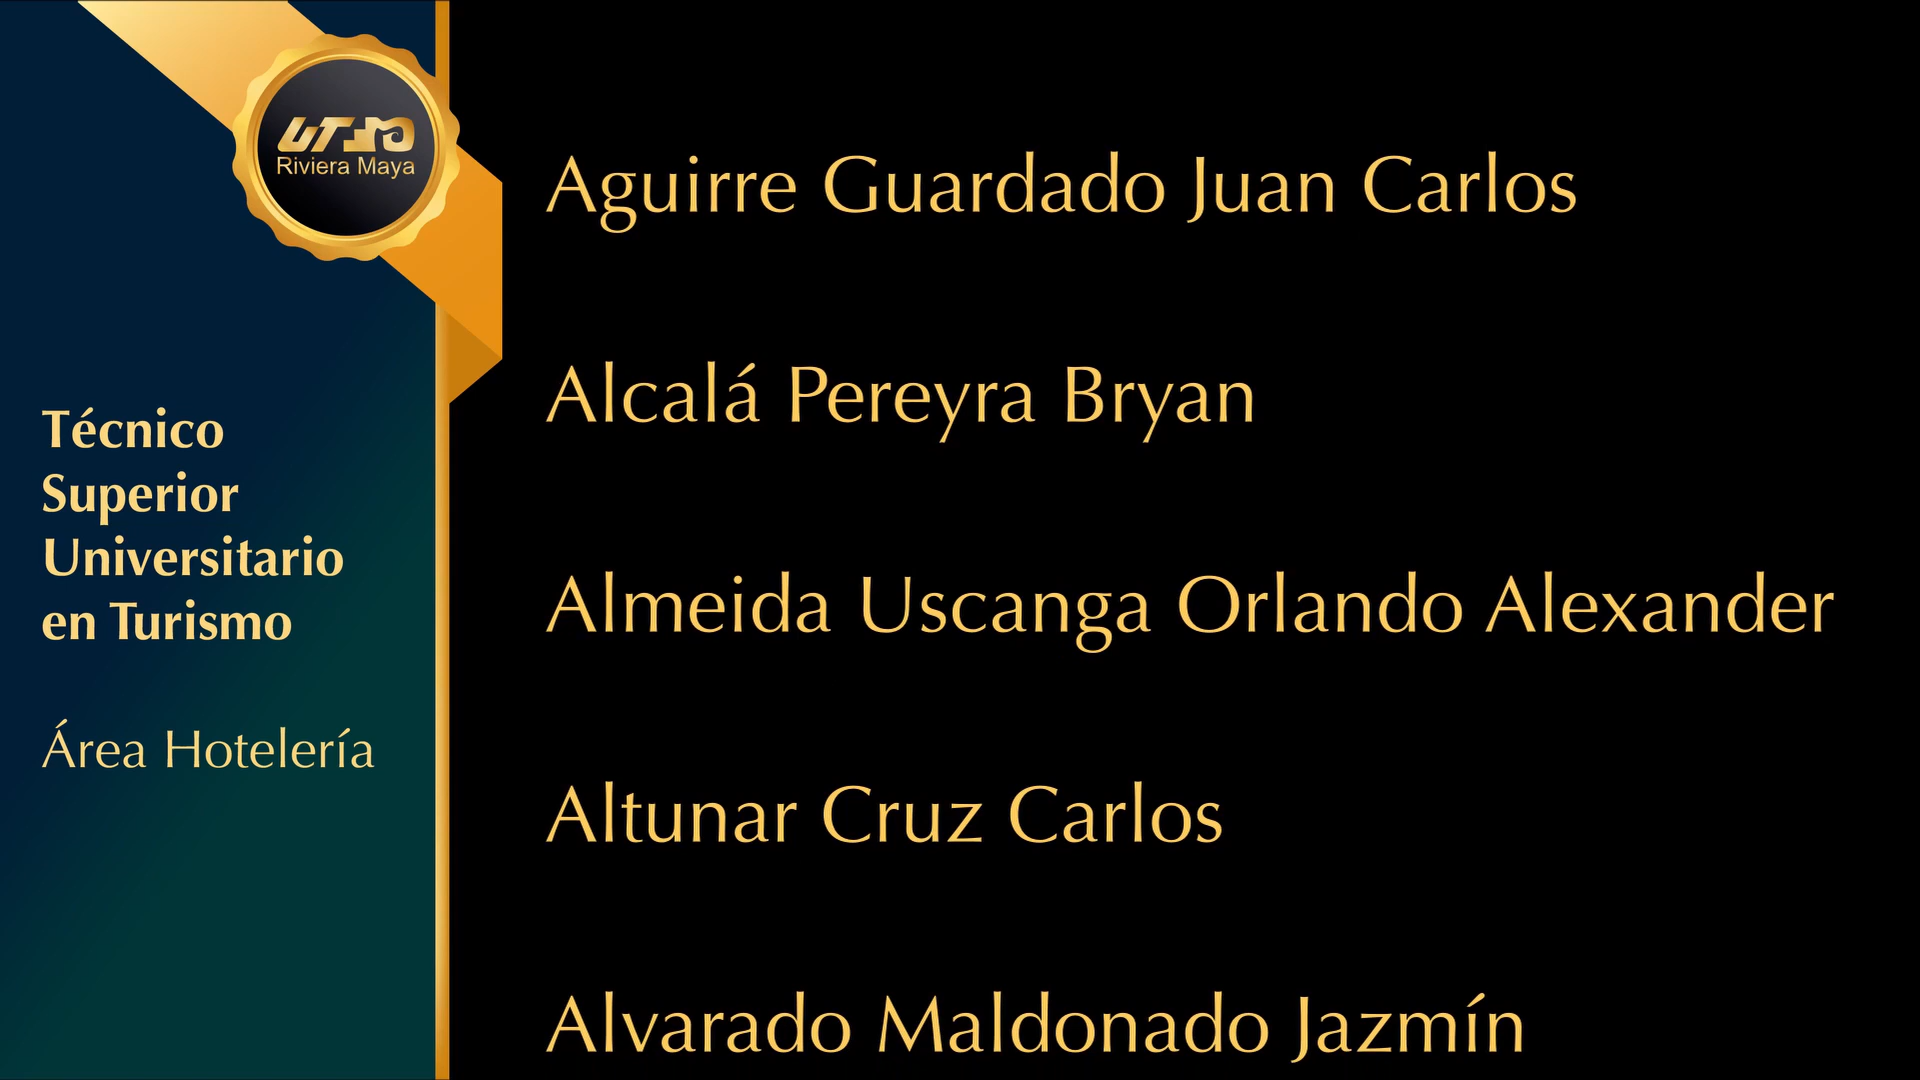 UT
Riviera Maya
Técnico
Superior
Universitario
en Turismo
Área Hotelería
Aguirre Guardado Juan Carlos
Alcalá Pereyra Bryan
Almeida Uscanga Orlando Alexander
Altunar Cruz Carlos
Alvarado Maldonado Jazmín